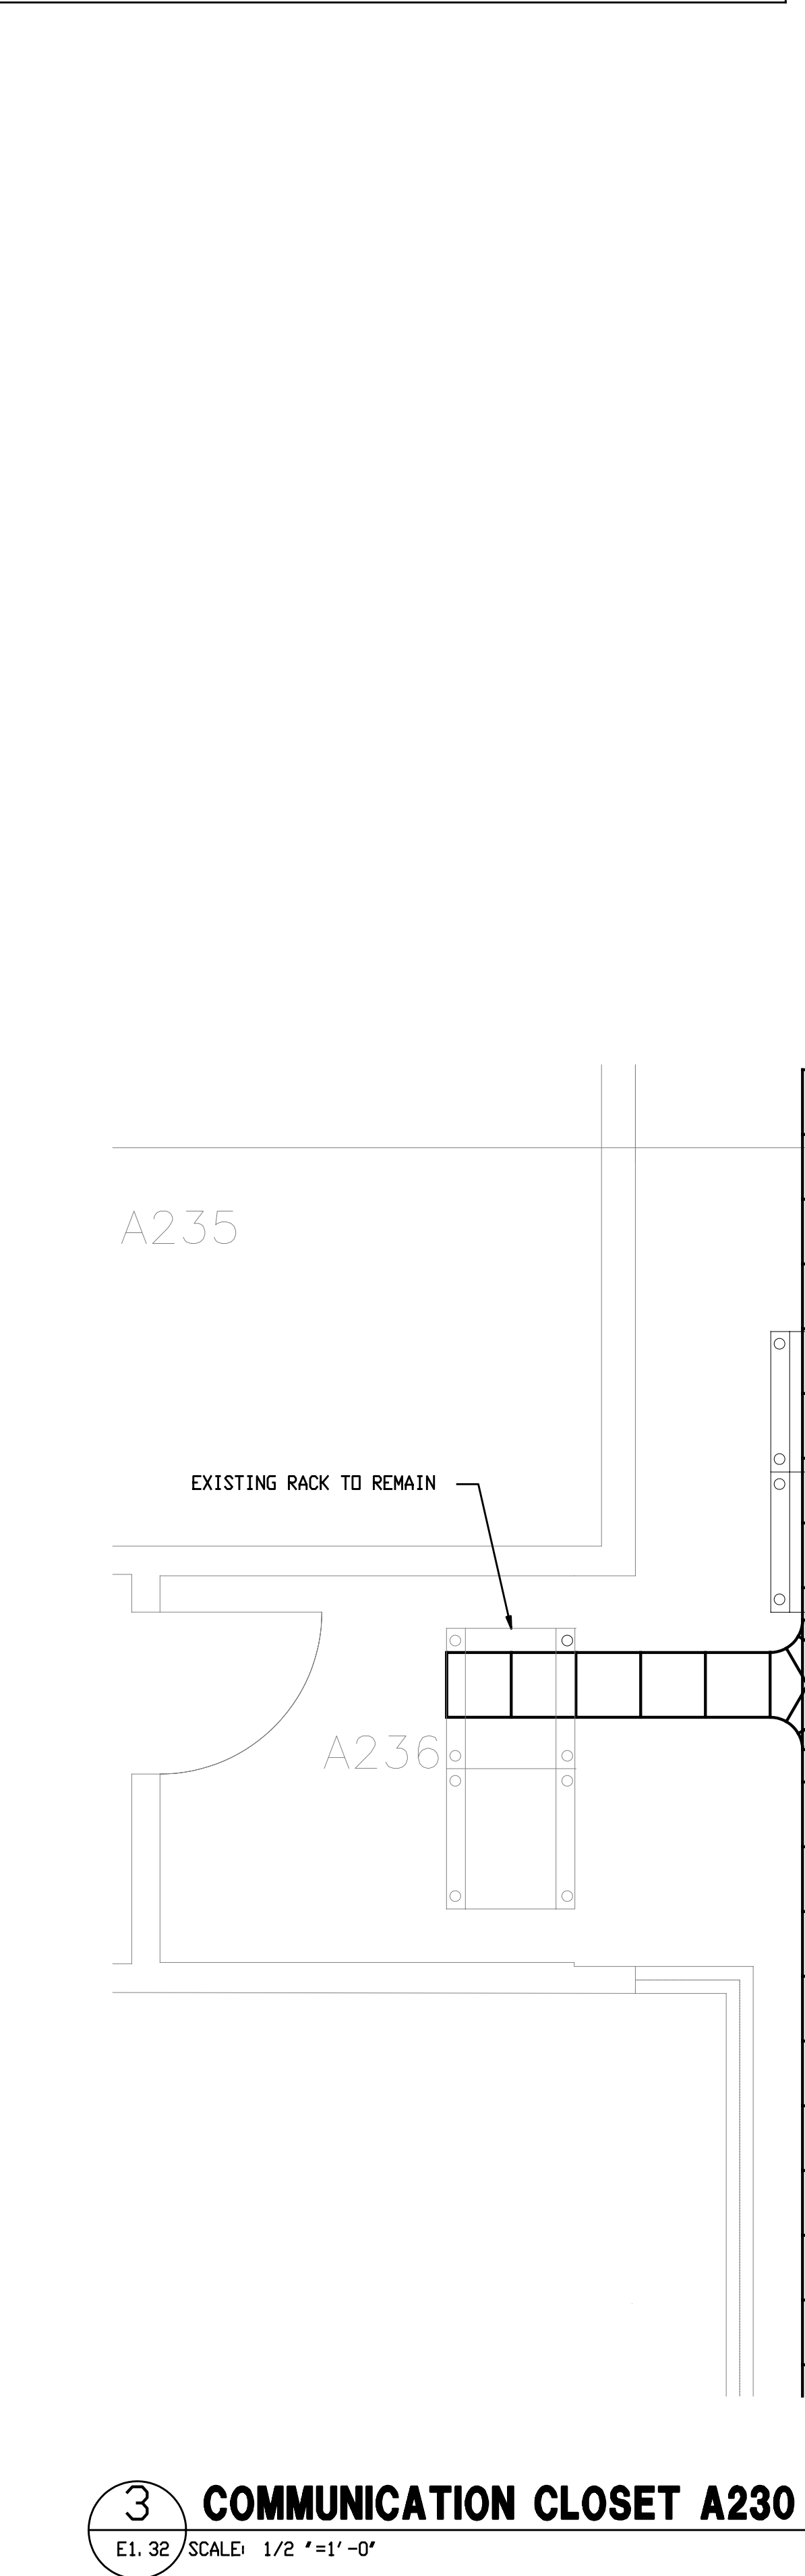 A235
EXISTING RACK TO REMAIN
A236
3 COMMUNICATION CLOSET A230
E1.32 SCALE: 1/2 "=1'-0"